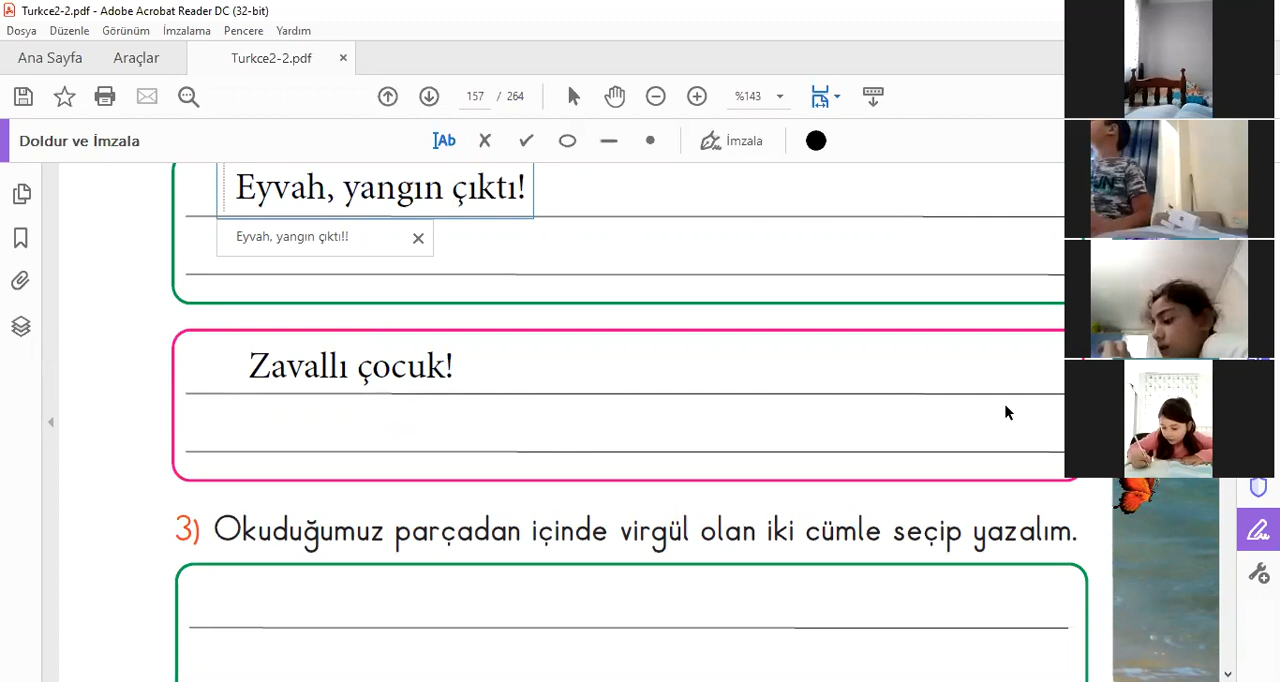 Turkce2-2.pdf - Adobe Acrobat Reader DC (32-bit)
Dosya Düzenle Görünüm İmzalama Pencere Yardım
Ana Sayfa Araçlar Turkce2-2.pdf ×
157 / 264 %143
Doldur ve İmzala Ab İmzala
Eyvah, yangın çıktı!
Eyvah, yangın çıktı!!
Zavallı çocuk!
3) Okuduğumuz parçadan içinde virgül olan iki cümle seçip yazalım.